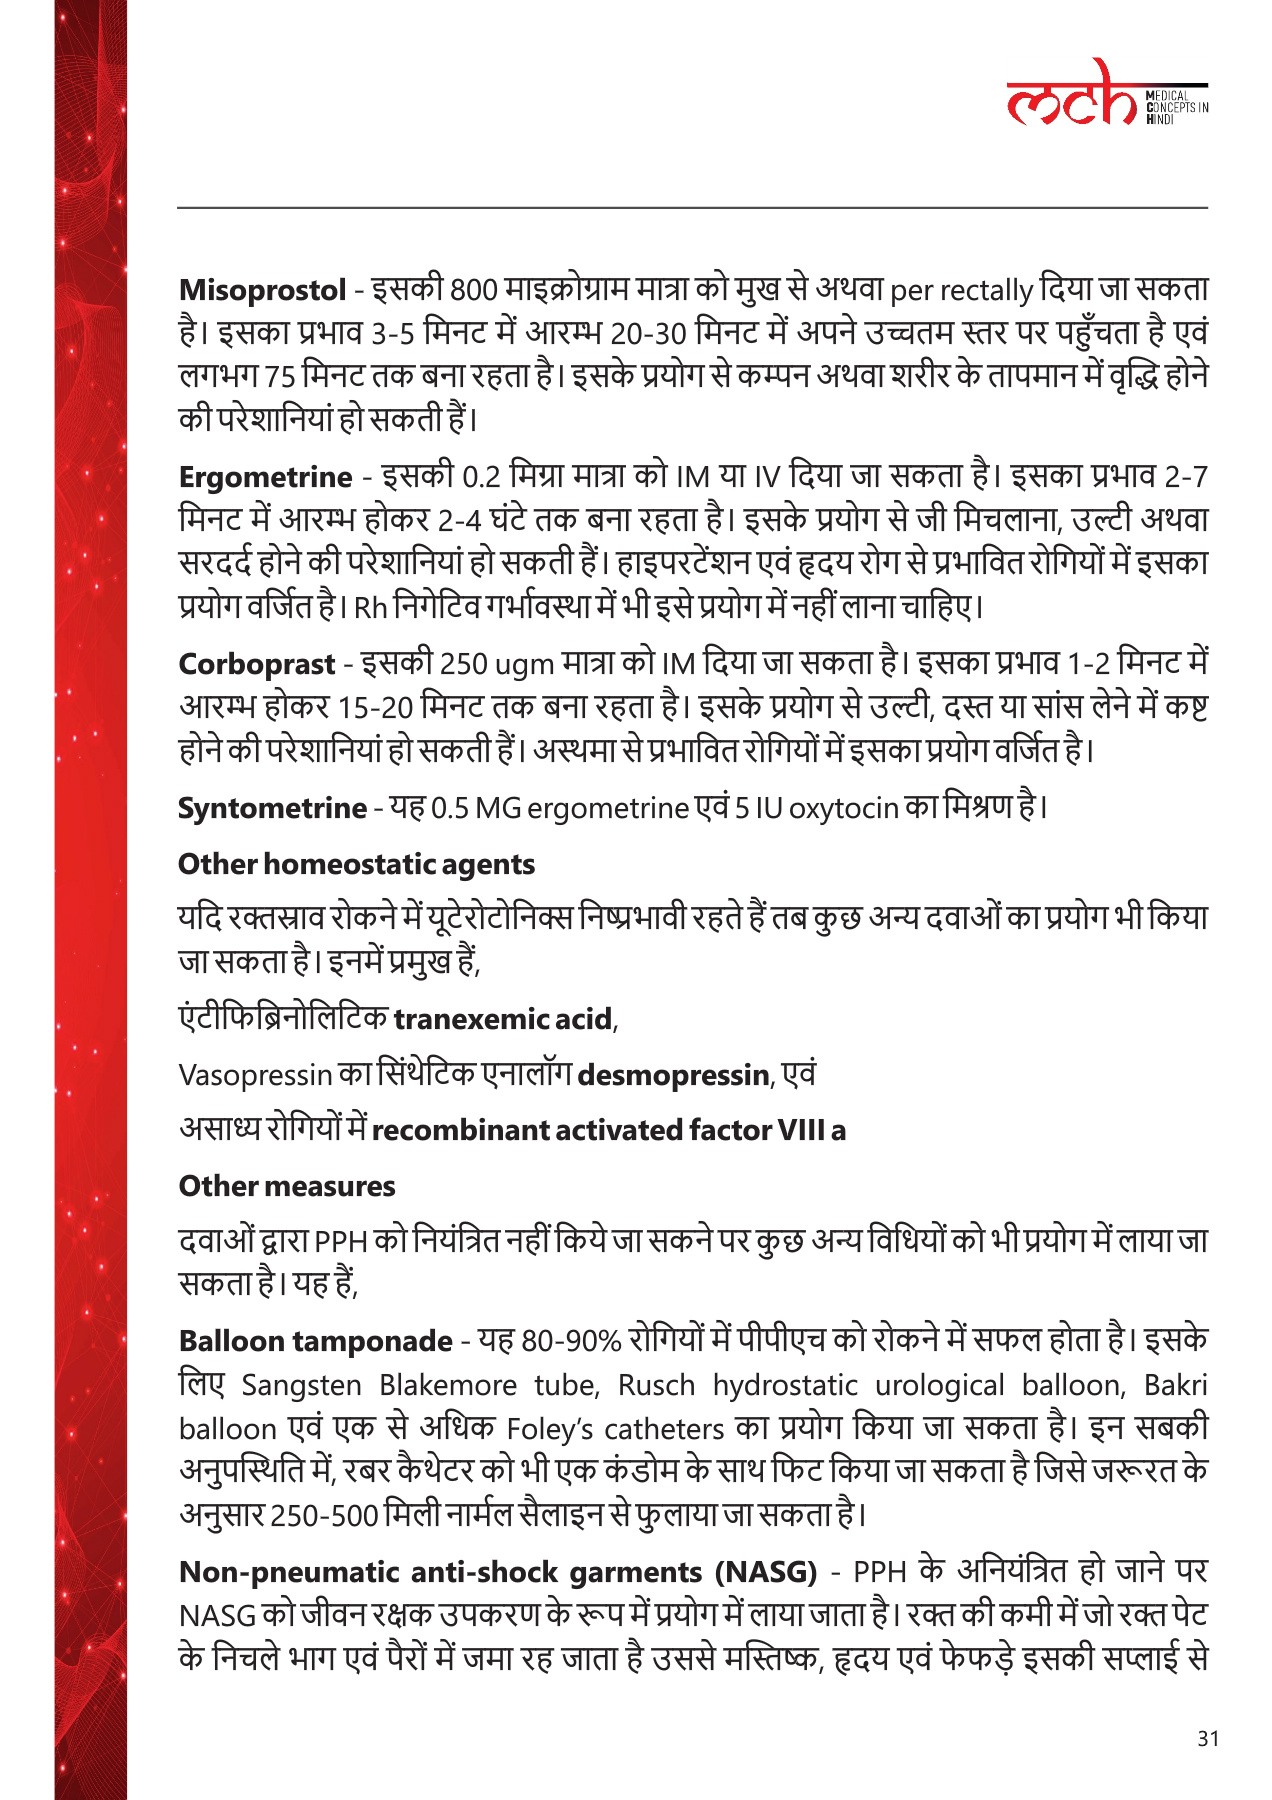 mch
MEDICAL
CONCEPTS IN
HINDI
Misoprostol - इसकी 800 माइक्रोग्राम मात्रा को मुख से अथवा per rectally दिया जा सकता
है। इसका प्रभाव 3-5 मिनट में आरम्भ 20-30 मिनट में अपने उच्चतम स्तर पर पहुँचता है एवं
लगभग 75 मिनट तक बना रहता है। इसके प्रयोग से कम्पन अथवा शरीर के तापमान में वृद्धि होने
की परेशानियां हो सकती हैं।
Ergometrine - इसकी 0.2 मिग्रा मात्रा को IM या IV दिया जा सकता है। इसका प्रभाव 2-7
मिनट में आरम्भ होकर 2-4 घंटे तक बना रहता है। इसके प्रयोग से जी मिचलाना, उल्टी अथवा
सरदर्द होने की परेशानियां हो सकती हैं। हाइपरटेंशन एवं हृदय रोग से प्रभावित रोगियों में इसका
प्रयोग वर्जित है। Rh निगेटिव गर्भावस्था में भी इसे प्रयोग में नहीं लाना चाहिए।
Corboprast - इसकी 250 ugm मात्रा को IM दिया जा सकता है। इसका प्रभाव 1-2 मिनट में
आरम्भ होकर 15-20 मिनट तक बना रहता है। इसके प्रयोग से उल्टी, दस्त या सांस लेने में कष्ट
होने की परेशानियां हो सकती हैं। अस्थमा से प्रभावित रोगियों में इसका प्रयोग वर्जित है।
Syntometrine - यह 0.5 MG ergometrine एवं 5 IU oxytocin का मिश्रण है।
Other homeostatic agents
यदि रक्तस्राव रोकने में यूटेरोटोनिक्स निष्प्रभावी रहते हैं तब कुछ अन्य दवाओं का प्रयोग भी किया
जा सकता है। इनमें प्रमुख हैं,
एंटीफिब्रिनोलिटिक tranexemic acid,
Vasopressin का सिंथेटिक एनालॉग desmopressin, एवं
असाध्य रोगियों में recombinant activated factor VIII a
Other measures
दवाओं द्वारा PPH को नियंत्रित नहीं किये जा सकने पर कुछ अन्य विधियों को भी प्रयोग में लाया जा
सकता है। यह हैं,
Balloon tamponade - यह 80-90% रोगियों में पीपीएच को रोकने में सफल होता है। इसके
लिए Sangsten Blakemore tube, Rusch hydrostatic urological balloon, Bakri
balloon एवं एक से अधिक Foley’s catheters का प्रयोग किया जा सकता है। इन सबकी
अनुपस्थिति में, रबर कैथेटर को भी एक कंडोम के साथ फिट किया जा सकता है जिसे जरूरत के
अनुसार 250-500 मिली नार्मल सैलाइन से फुलाया जा सकता है।
Non-pneumatic anti-shock garments (NASG) - PPH के अनियंत्रित हो जाने पर
NASG को जीवन रक्षक उपकरण के रूप में प्रयोग में लाया जाता है। रक्त की कमी में जो रक्त पेट
के निचले भाग एवं पैरों में जमा रह जाता है उससे मस्तिष्क, हृदय एवं फेफड़े इसकी सप्लाई से
31